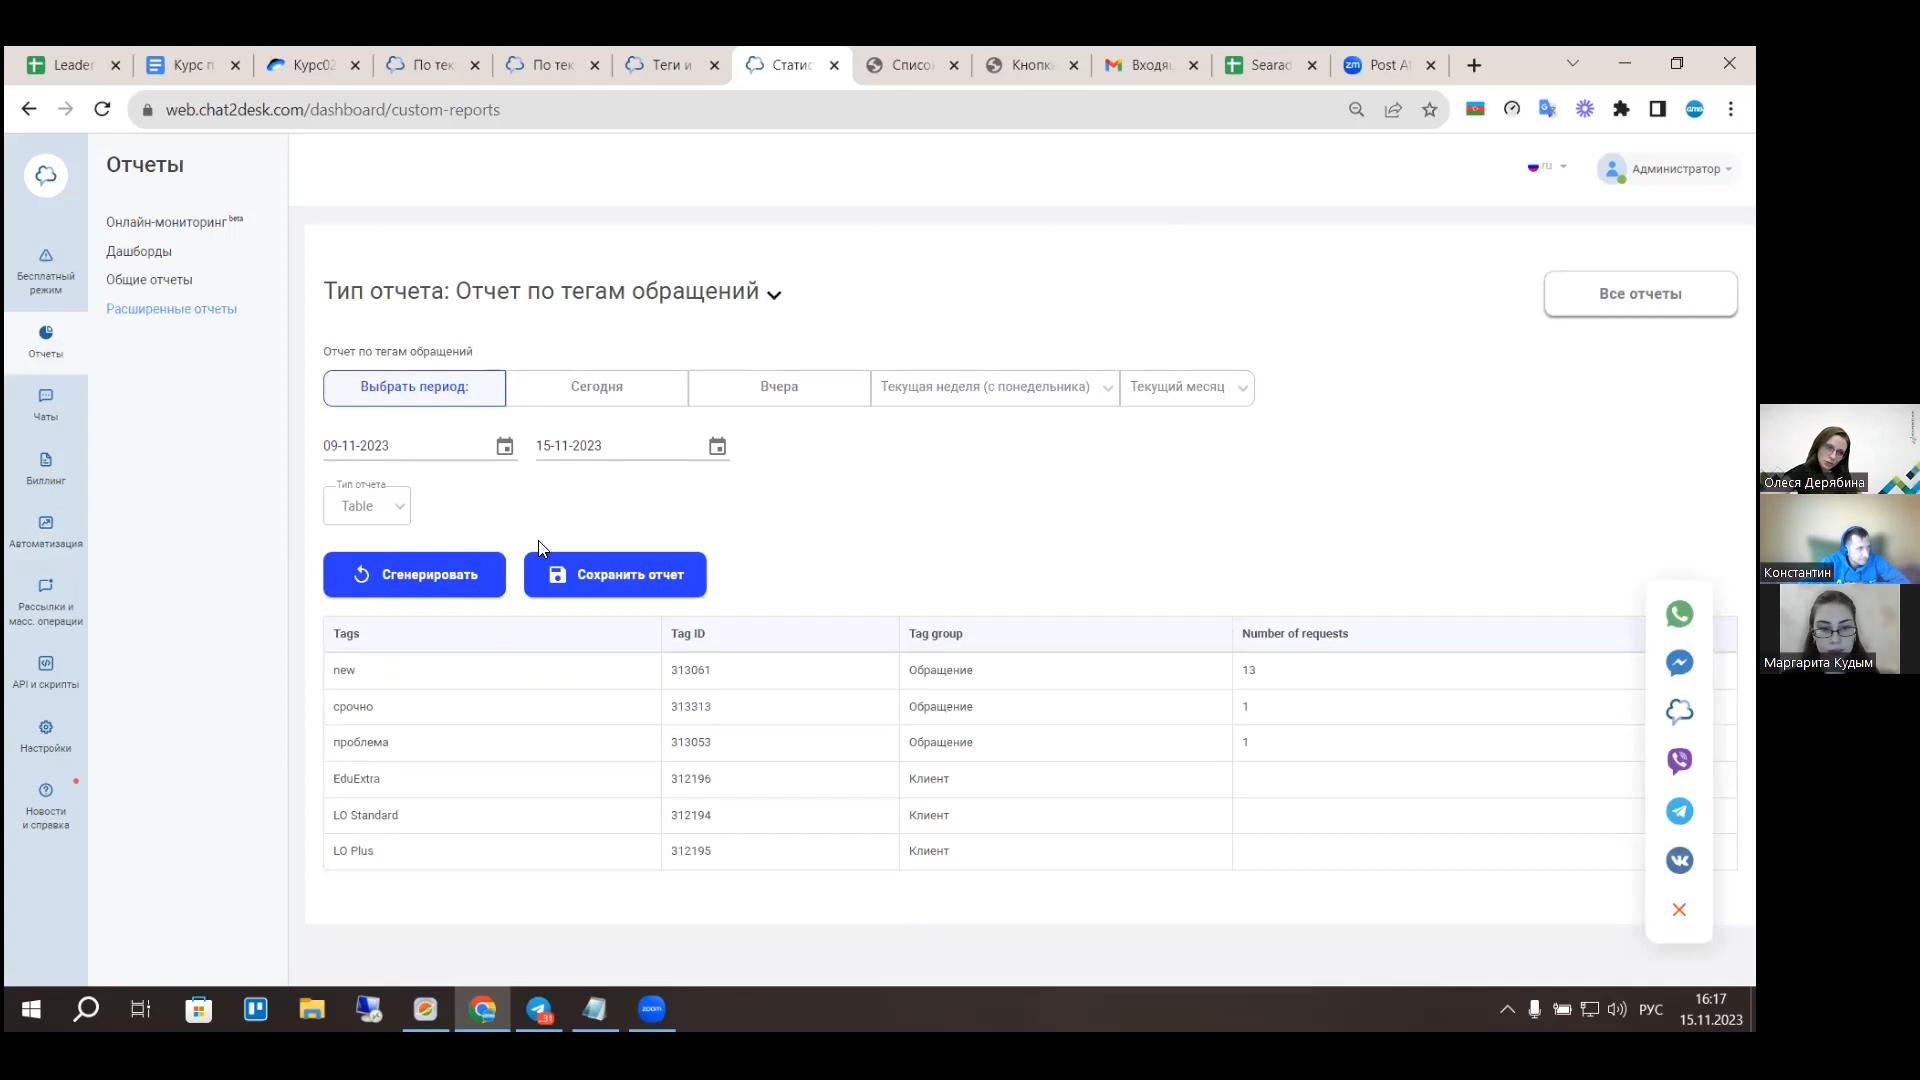 Leader
Курс п
Курс02
По тек
По тек
Теги и
Статис
Списо
Кнопк
Входящ
Searad
zm
Post A
web.chat2desk.com/dashboard/custom-reports
Отчеты
ru
Администратор
Онлайн-мониторинг beta
Дашборды
Общие отчеты
Расширенные отчеты
Бесплатный
режим
Отчеты
Чаты
Биллинг
Автоматизация
Рассылки и
масс. операции
API и скрипты
Настройки
Новости
и справка
Тип отчета: Отчет по тегам обращений
Все отчеты
Отчет по тегам обращений
Выбрать период:
Сегодня
Вчера
Текущая неделя (с понедельника)
Текущий месяц
09-11-2023
15-11-2023
Тип отчета
Table
Сгенерировать
Сохранить отчет
Tags Tag ID Tag group Number of requests
new 313061 Обращение 13
срочно 313313 Обращение 1
проблема 313053 Обращение 1
EduExtra 312196 Клиент
LO Standard 312194 Клиент
LO Plus 312195 Клиент
Олеся Дерябина
Константин
Маргарита Кудым
31
zoom
РУС
16:17
15.11.2023